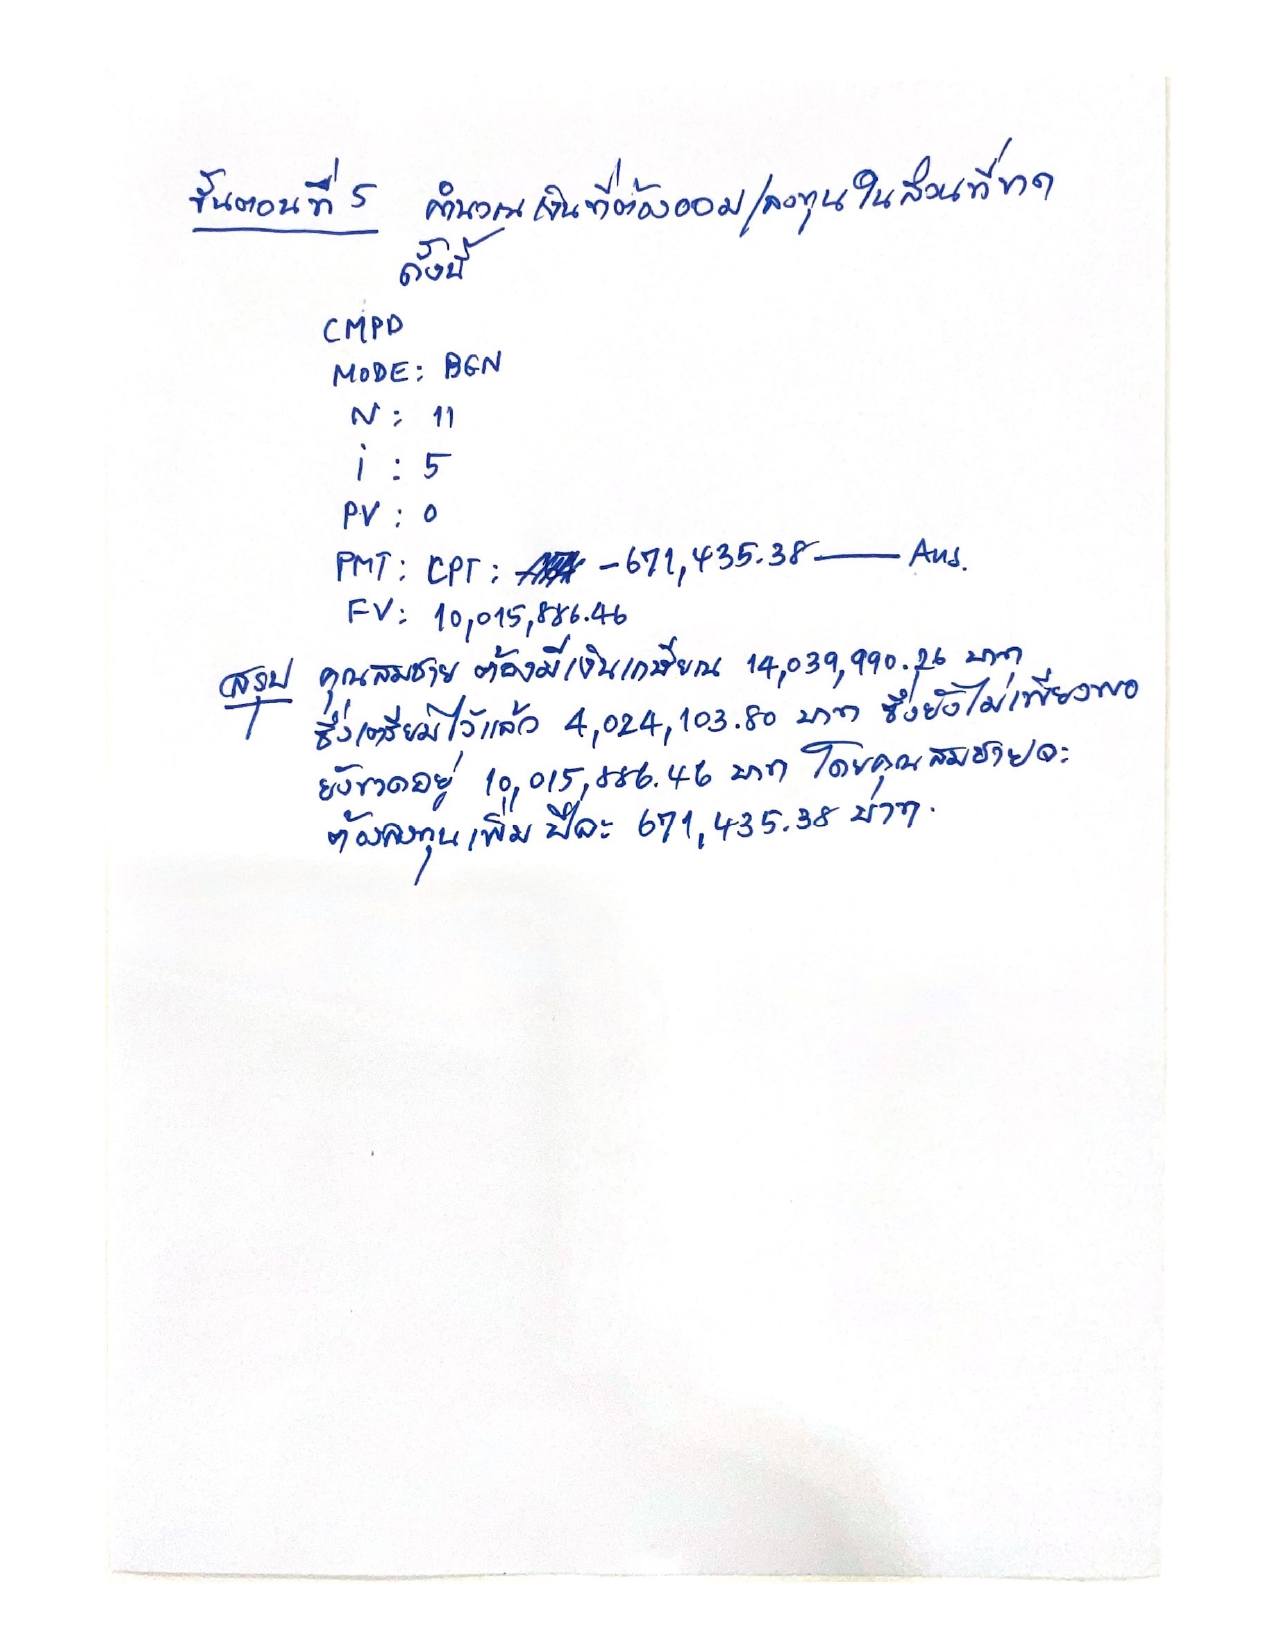 ขั้นตอนที่ 5 คำนวณเงินที่ต้องออม/ลงทุนในส่วนที่ขาด
ดังนี้
CMPD
MODE: BGN
N: 11
i : 5
PV : 0
PMT: CPT: -671,435.38 — Ans.
FV: 10,015,886.46
สรุป คุณสมชาย ต้องมีเงินเกษียณ 14,039,990.26 บาท
ซึ่งเตรียมไว้แล้ว 4,024,103.80 บาท ซึ่งยังไม่เพียงพอ
ยังขาดอยู่ 10,015,886.46 บาท โดยคุณสมชายจะ
ต้องลงทุนเพิ่ม ปีละ 671,435.38 บาท.